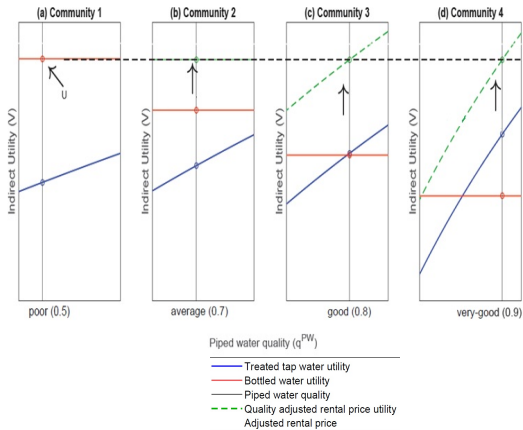 (a) Community 1
(b) Community 2
(c) Community 3
(d) Community 4
Indirect Utility (V)
Indirect Utility (V)
Indirect Utility (V)
Indirect Utility (V)
U
poor (0.5)
average (0.7)
good (0.8)
very-good (0.9)
Piped water quality (q^PW)
Treated tap water utility
Bottled water utility
Piped water quality
Quality adjusted rental price utility
Adjusted rental price